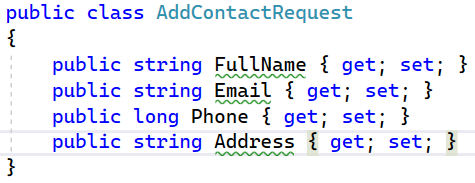 public class AddContactRequest
{
    public string FullName { get; set; }
    public string Email { get; set; }
    public long Phone { get; set; }
    public string Address { get; set; }
}